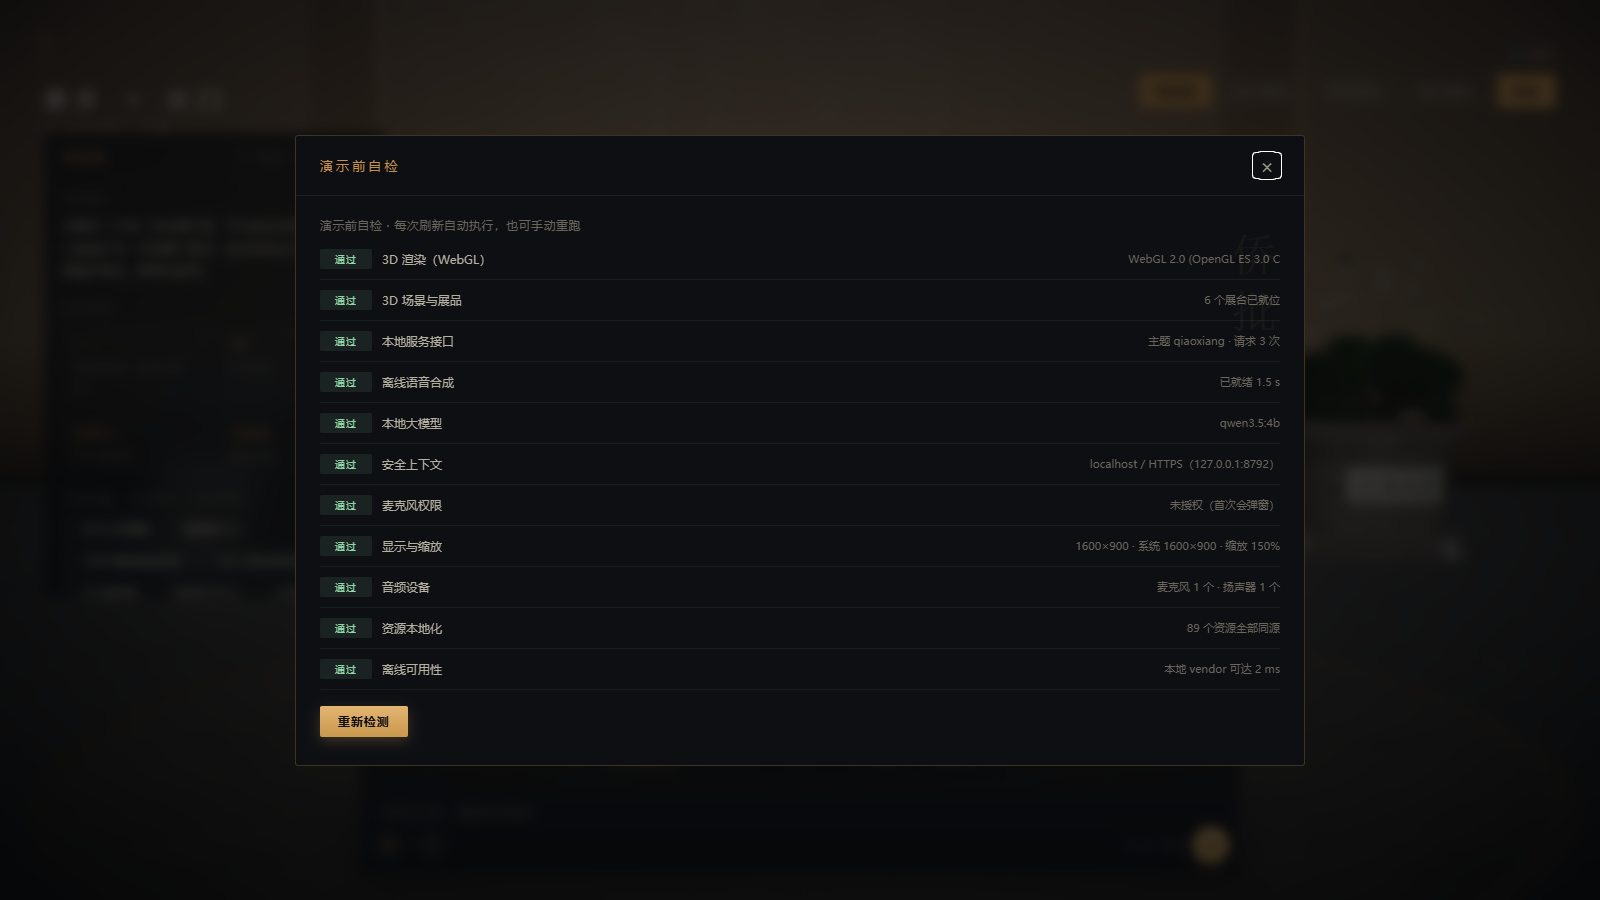 演示前自检
×
演示前自检 · 每次刷新自动执行，也可手动重跑
通过 3D 渲染（WebGL） WebGL 2.0 (OpenGL ES 3.0 C
通过 3D 场景与展品 6 个展台已就位
通过 本地服务接口 主题 qiaoxiang · 请求 3 次
通过 离线语音合成 已就绪 1.5 s
通过 本地大模型 qwen3.5:4b
通过 安全上下文 localhost / HTTPS（127.0.0.1:8792）
通过 麦克风权限 未授权（首次会弹窗）
通过 显示与缩放 1600×900 · 系统 1600×900 · 缩放 150%
通过 音频设备 麦克风 1 个 · 扬声器 1 个
通过 资源本地化 89 个资源全部同源
通过 离线可用性 本地 vendor 可达 2 ms
重新检测
侨批